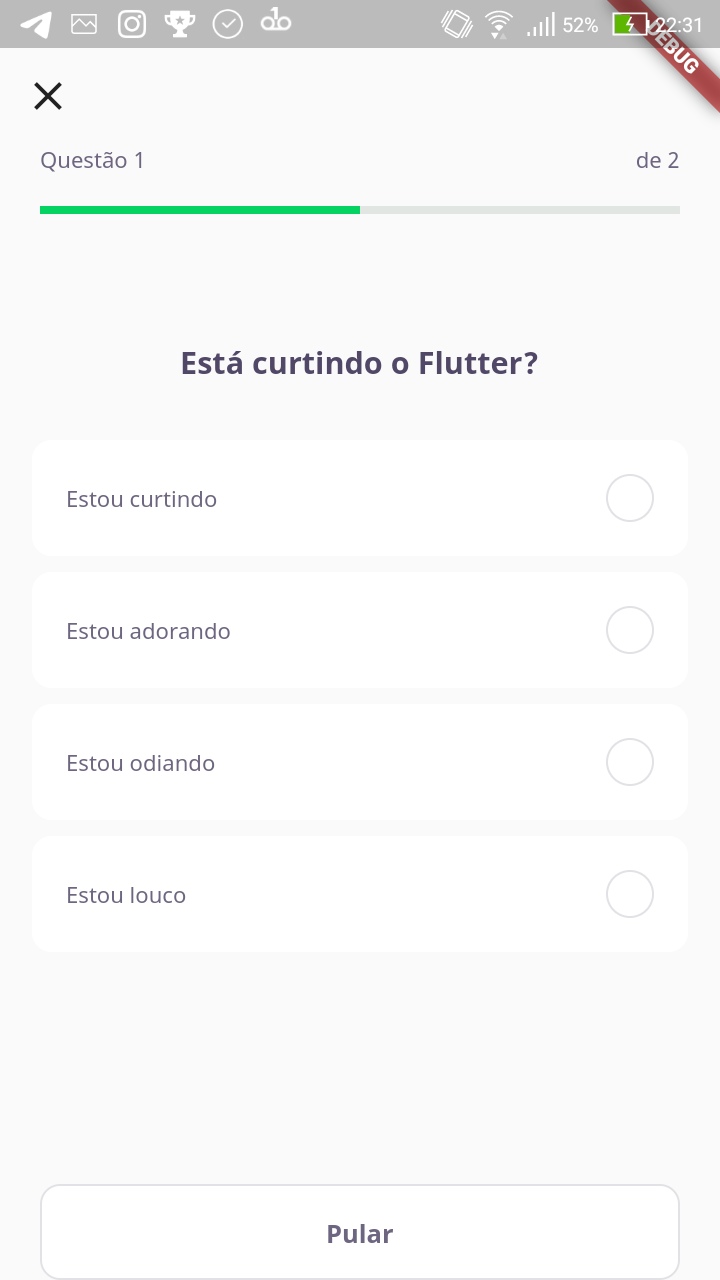 52% 22:31
DEBUG
Questão 1 de 2
Está curtindo o Flutter?
Estou curtindo
Estou adorando
Estou odiando
Estou louco
Pular